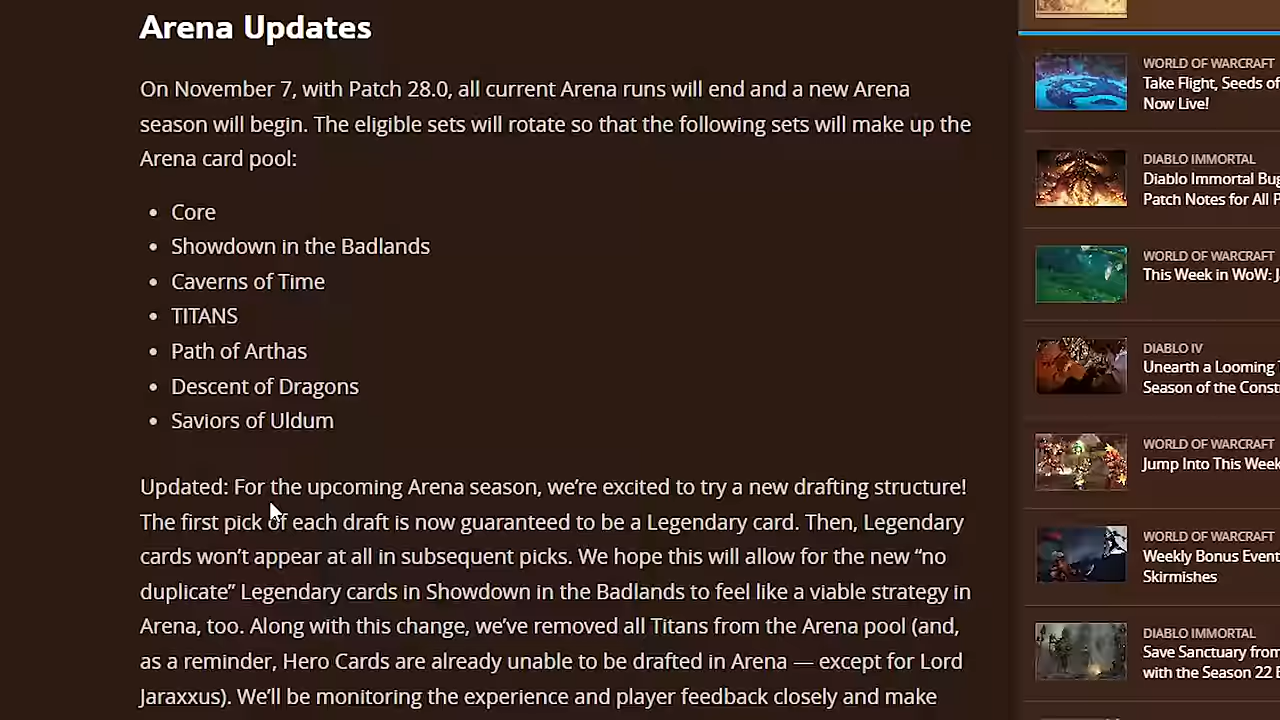 Arena Updates
On November 7, with Patch 28.0, all current Arena runs will end and a new Arena
season will begin. The eligible sets will rotate so that the following sets will make up the
Arena card pool:
• Core
• Showdown in the Badlands
• Caverns of Time
• TITANS
• Path of Arthas
• Descent of Dragons
• Saviors of Uldum
Updated: For the upcoming Arena season, we’re excited to try a new drafting structure!
The first pick of each draft is now guaranteed to be a Legendary card. Then, Legendary
cards won’t appear at all in subsequent picks. We hope this will allow for the new “no
duplicate” Legendary cards in Showdown in the Badlands to feel like a viable strategy in
Arena, too. Along with this change, we’ve removed all Titans from the Arena pool (and,
as a reminder, Hero Cards are already unable to be drafted in Arena — except for Lord
Jaraxxus). We’ll be monitoring the experience and player feedback closely and make
WORLD OF WARCRAFT
Take Flight, Seeds of
Now Live!
DIABLO IMMORTAL
Diablo Immortal Bug
Patch Notes for All P
WORLD OF WARCRAFT
This Week in WoW: J
DIABLO IV
Unearth a Looming
Season of the Const
WORLD OF WARCRAFT
Jump Into This Week
WORLD OF WARCRAFT
Weekly Bonus Event
Skirmishes
DIABLO IMMORTAL
Save Sanctuary from
with the Season 22